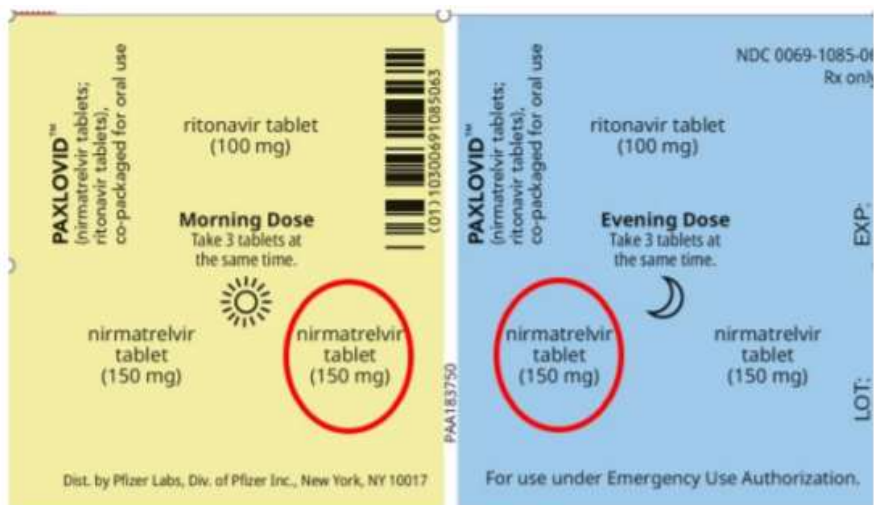 PAXLOVID™
(nirmatrelvir tablets;
ritonavir tablets),
co-packaged for oral use
ritonavir tablet
(100 mg)
(01)10300691085063
Morning Dose
Take 3 tablets at
the same time.
nirmatrelvir
tablet
(150 mg)
nirmatrelvir
tablet
(150 mg)
Dist. by Pfizer Labs, Div. of Pfizer Inc., New York, NY 10017
PAA183750
PAXLOVID™
(nirmatrelvir tablets;
ritonavir tablets),
co-packaged for oral use
NDC 0069-1085-06
Rx only
ritonavir tablet
(100 mg)
Evening Dose
Take 3 tablets at
the same time.
nirmatrelvir
tablet
(150 mg)
nirmatrelvir
tablet
(150 mg)
EXP:
LOT:
For use under Emergency Use Authorization.